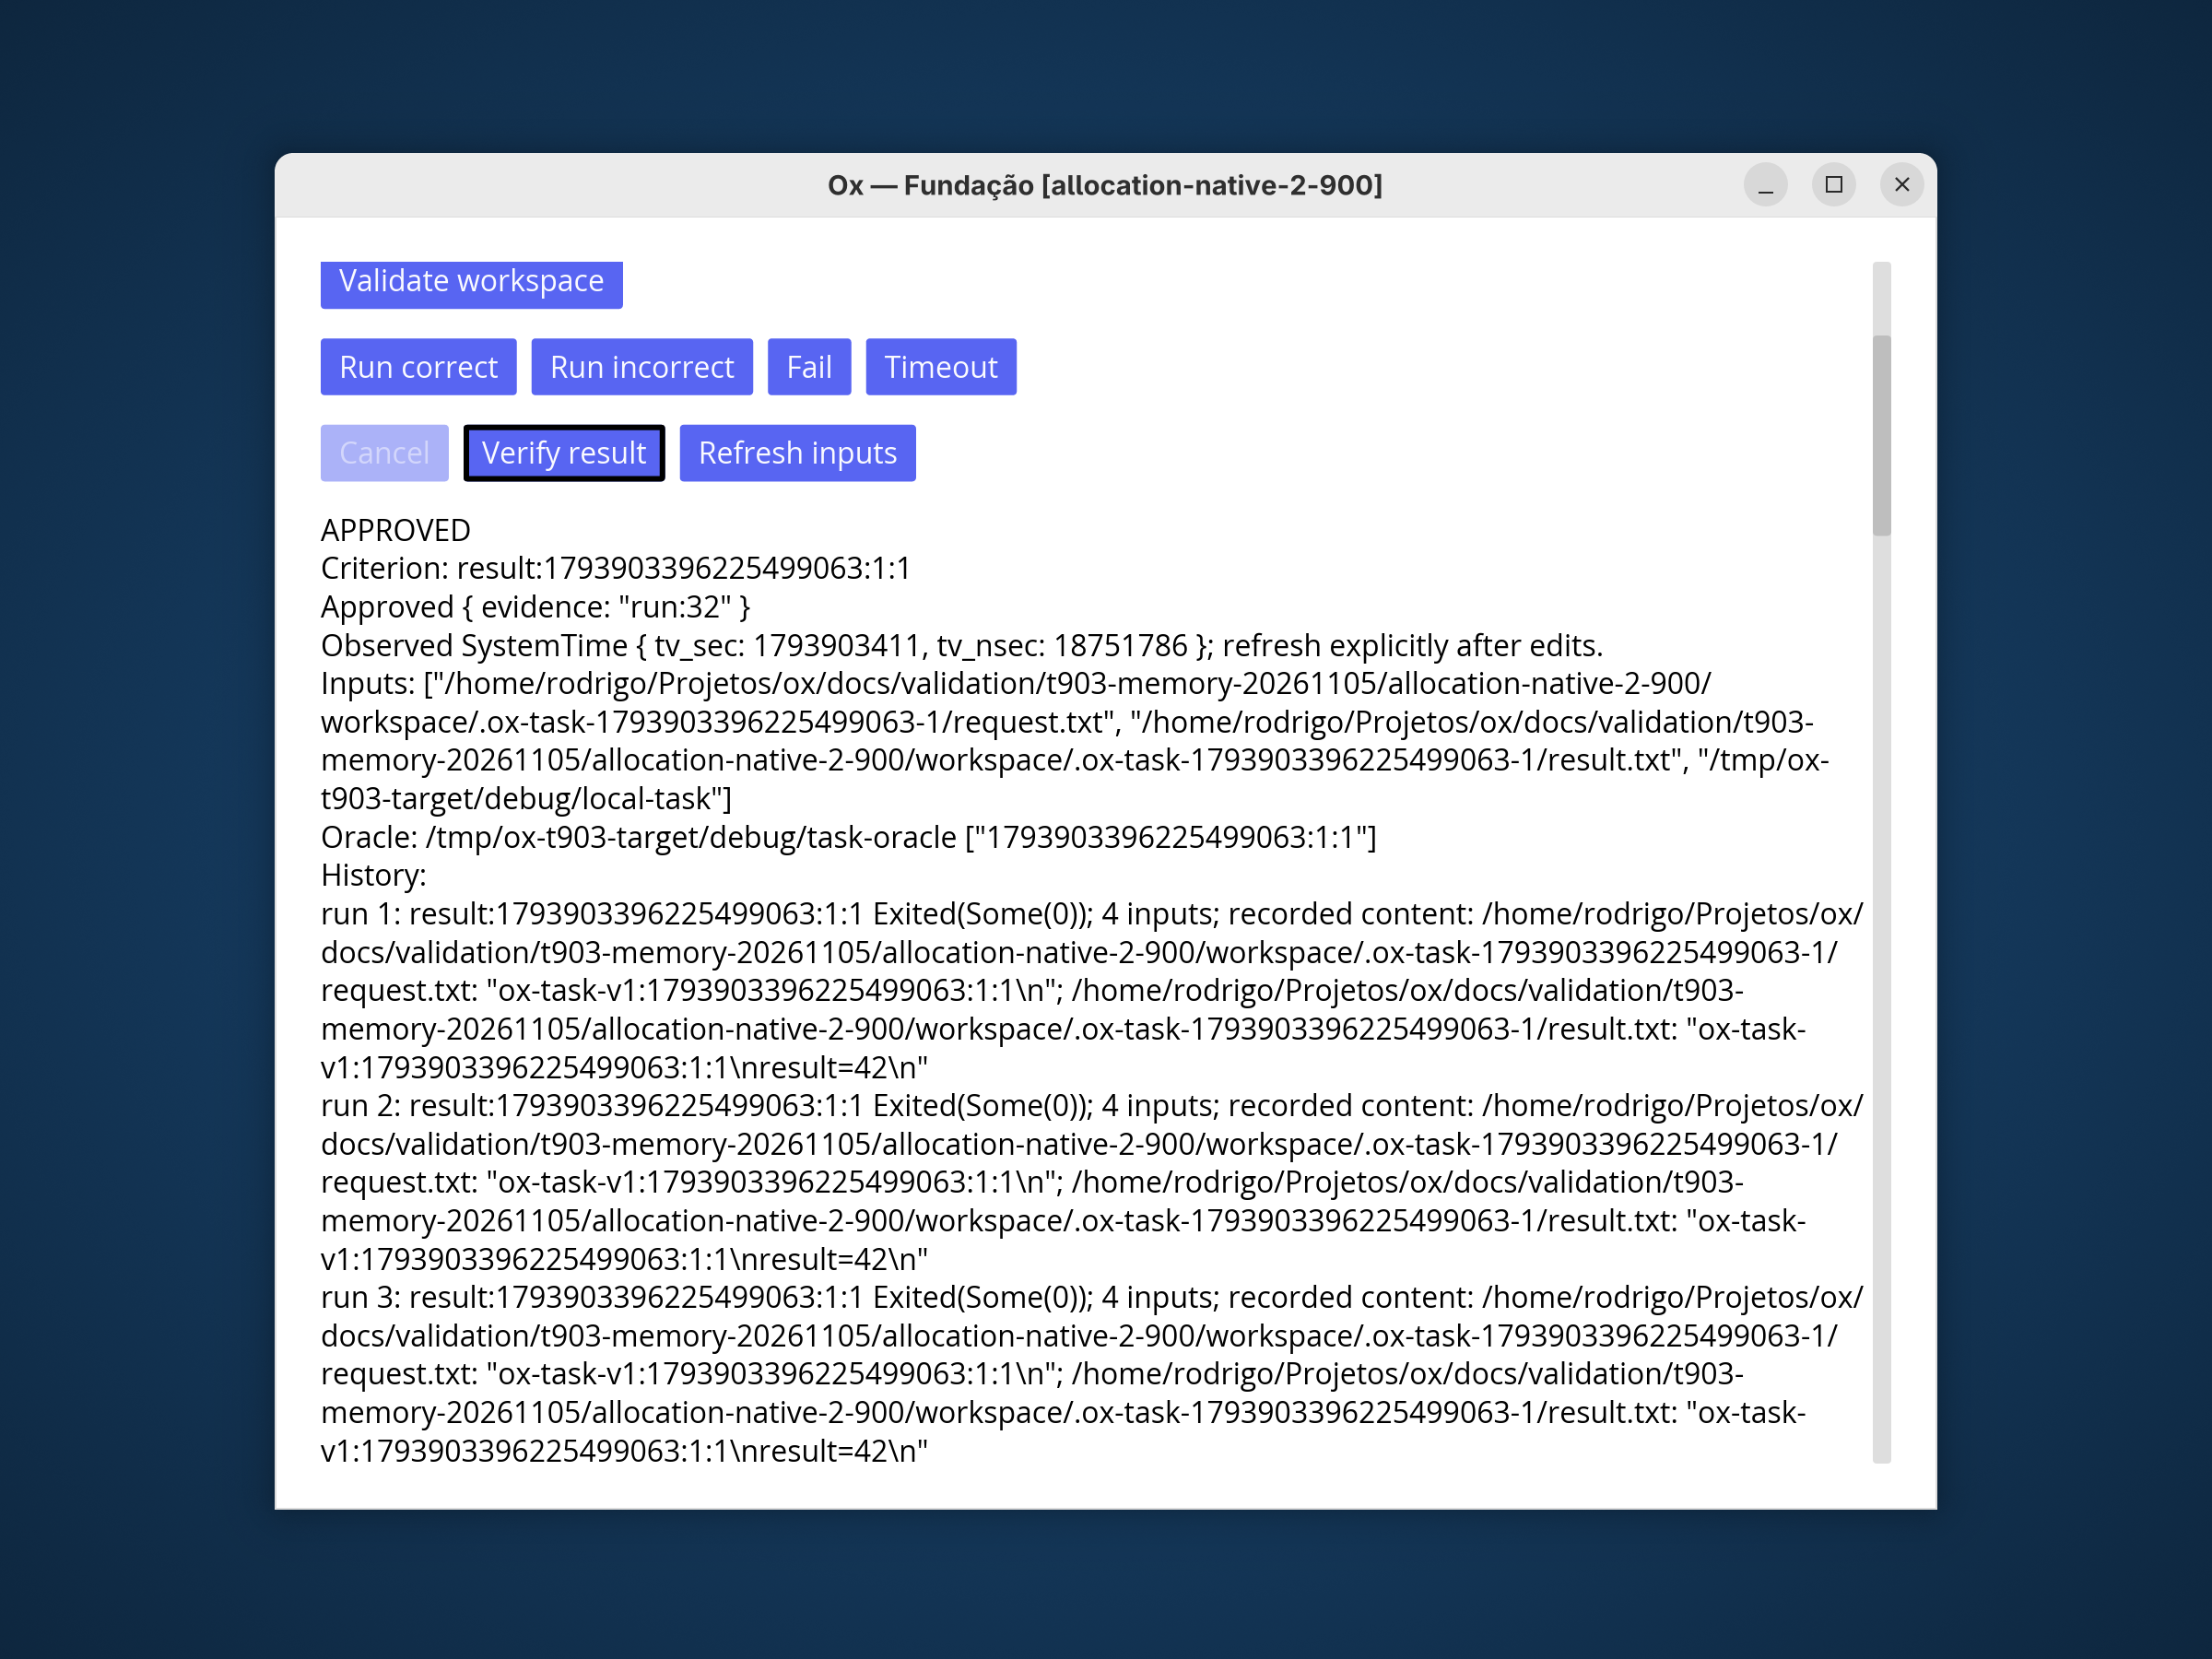 Ox — Fundação [allocation-native-2-900]
Validate workspace
Run correct Run incorrect Fail Timeout
Cancel Verify result Refresh inputs
APPROVED
Criterion: result:1793903396225499063:1:1
Approved { evidence: "run:32" }
Observed SystemTime { tv_sec: 1793903411, tv_nsec: 18751786 }; refresh explicitly after edits.
Inputs: ["/home/rodrigo/Projetos/ox/docs/validation/t903-memory-20261105/allocation-native-2-900/
workspace/.ox-task-1793903396225499063-1/request.txt", "/home/rodrigo/Projetos/ox/docs/validation/t903-
memory-20261105/allocation-native-2-900/workspace/.ox-task-1793903396225499063-1/result.txt", "/tmp/ox-
t903-target/debug/local-task"]
Oracle: /tmp/ox-t903-target/debug/task-oracle ["1793903396225499063:1:1"]
History:
run 1: result:1793903396225499063:1:1 Exited(Some(0)); 4 inputs; recorded content: /home/rodrigo/Projetos/ox/
docs/validation/t903-memory-20261105/allocation-native-2-900/workspace/.ox-task-1793903396225499063-1/
request.txt: "ox-task-v1:1793903396225499063:1:1\n"; /home/rodrigo/Projetos/ox/docs/validation/t903-
memory-20261105/allocation-native-2-900/workspace/.ox-task-1793903396225499063-1/result.txt: "ox-task-
v1:1793903396225499063:1:1\nresult=42\n"
run 2: result:1793903396225499063:1:1 Exited(Some(0)); 4 inputs; recorded content: /home/rodrigo/Projetos/ox/
docs/validation/t903-memory-20261105/allocation-native-2-900/workspace/.ox-task-1793903396225499063-1/
request.txt: "ox-task-v1:1793903396225499063:1:1\n"; /home/rodrigo/Projetos/ox/docs/validation/t903-
memory-20261105/allocation-native-2-900/workspace/.ox-task-1793903396225499063-1/result.txt: "ox-task-
v1:1793903396225499063:1:1\nresult=42\n"
run 3: result:1793903396225499063:1:1 Exited(Some(0)); 4 inputs; recorded content: /home/rodrigo/Projetos/ox/
docs/validation/t903-memory-20261105/allocation-native-2-900/workspace/.ox-task-1793903396225499063-1/
request.txt: "ox-task-v1:1793903396225499063:1:1\n"; /home/rodrigo/Projetos/ox/docs/validation/t903-
memory-20261105/allocation-native-2-900/workspace/.ox-task-1793903396225499063-1/result.txt: "ox-task-
v1:1793903396225499063:1:1\nresult=42\n"